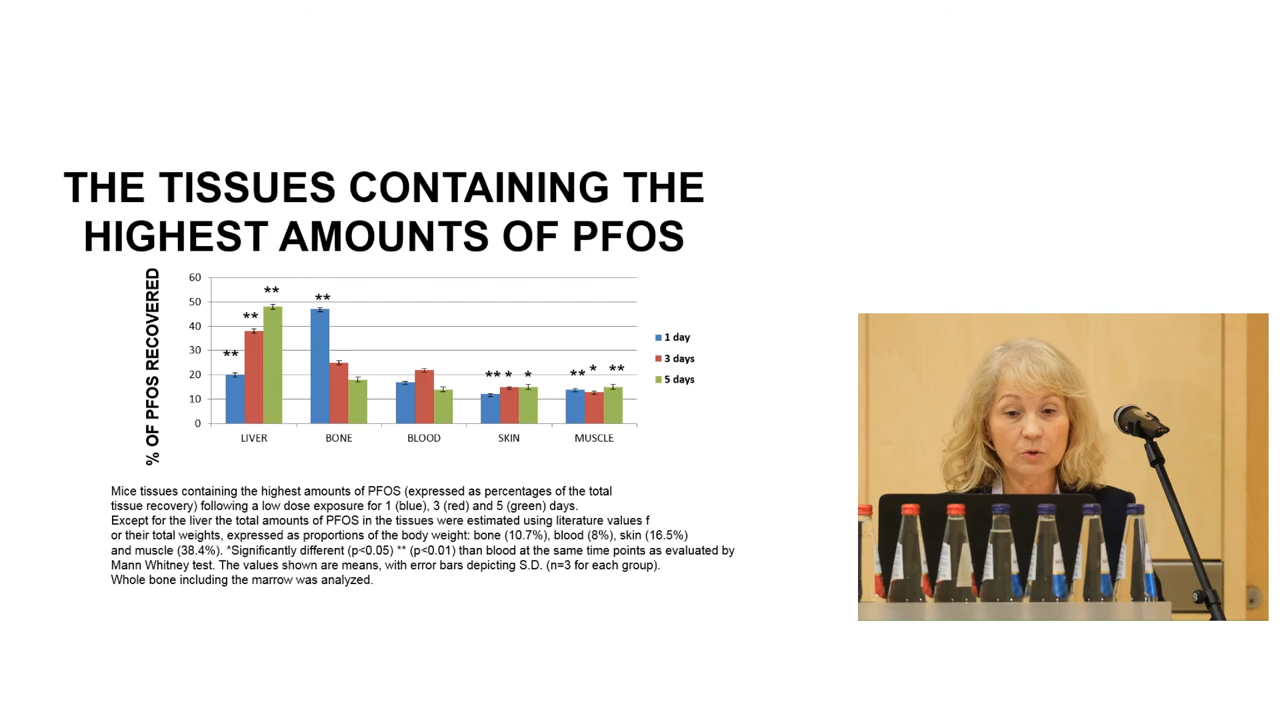 THE TISSUES CONTAINING THE
HIGHEST AMOUNTS OF PFOS
% OF PFOS RECOVERED
60
50
40
30
20
10
0
** ** **
**
** * *
** * **
LIVER BONE BLOOD SKIN MUSCLE
1 day
3 days
5 days
Mice tissues containing the highest amounts of PFOS (expressed as percentages of the total
tissue recovery) following a low dose exposure for 1 (blue), 3 (red) and 5 (green) days.
Except for the liver the total amounts of PFOS in the tissues were estimated using literature values f
or their total weights, expressed as proportions of the body weight: bone (10.7%), blood (8%), skin (16.5%)
and muscle (38.4%). *Significantly different (p<0.05) ** (p<0.01) than blood at the same time points as evaluated by
Mann Whitney test. The values shown are means, with error bars depicting S.D. (n=3 for each group).
Whole bone including the marrow was analyzed.